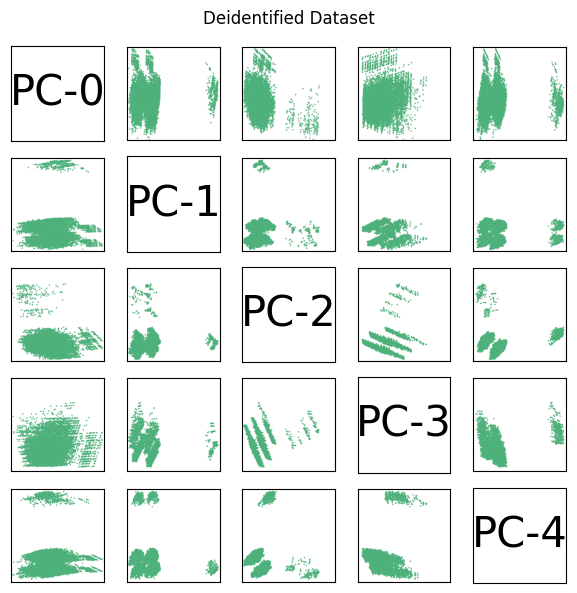 Deidentified Dataset
PC-0
PC-1
PC-2
PC-3
PC-4